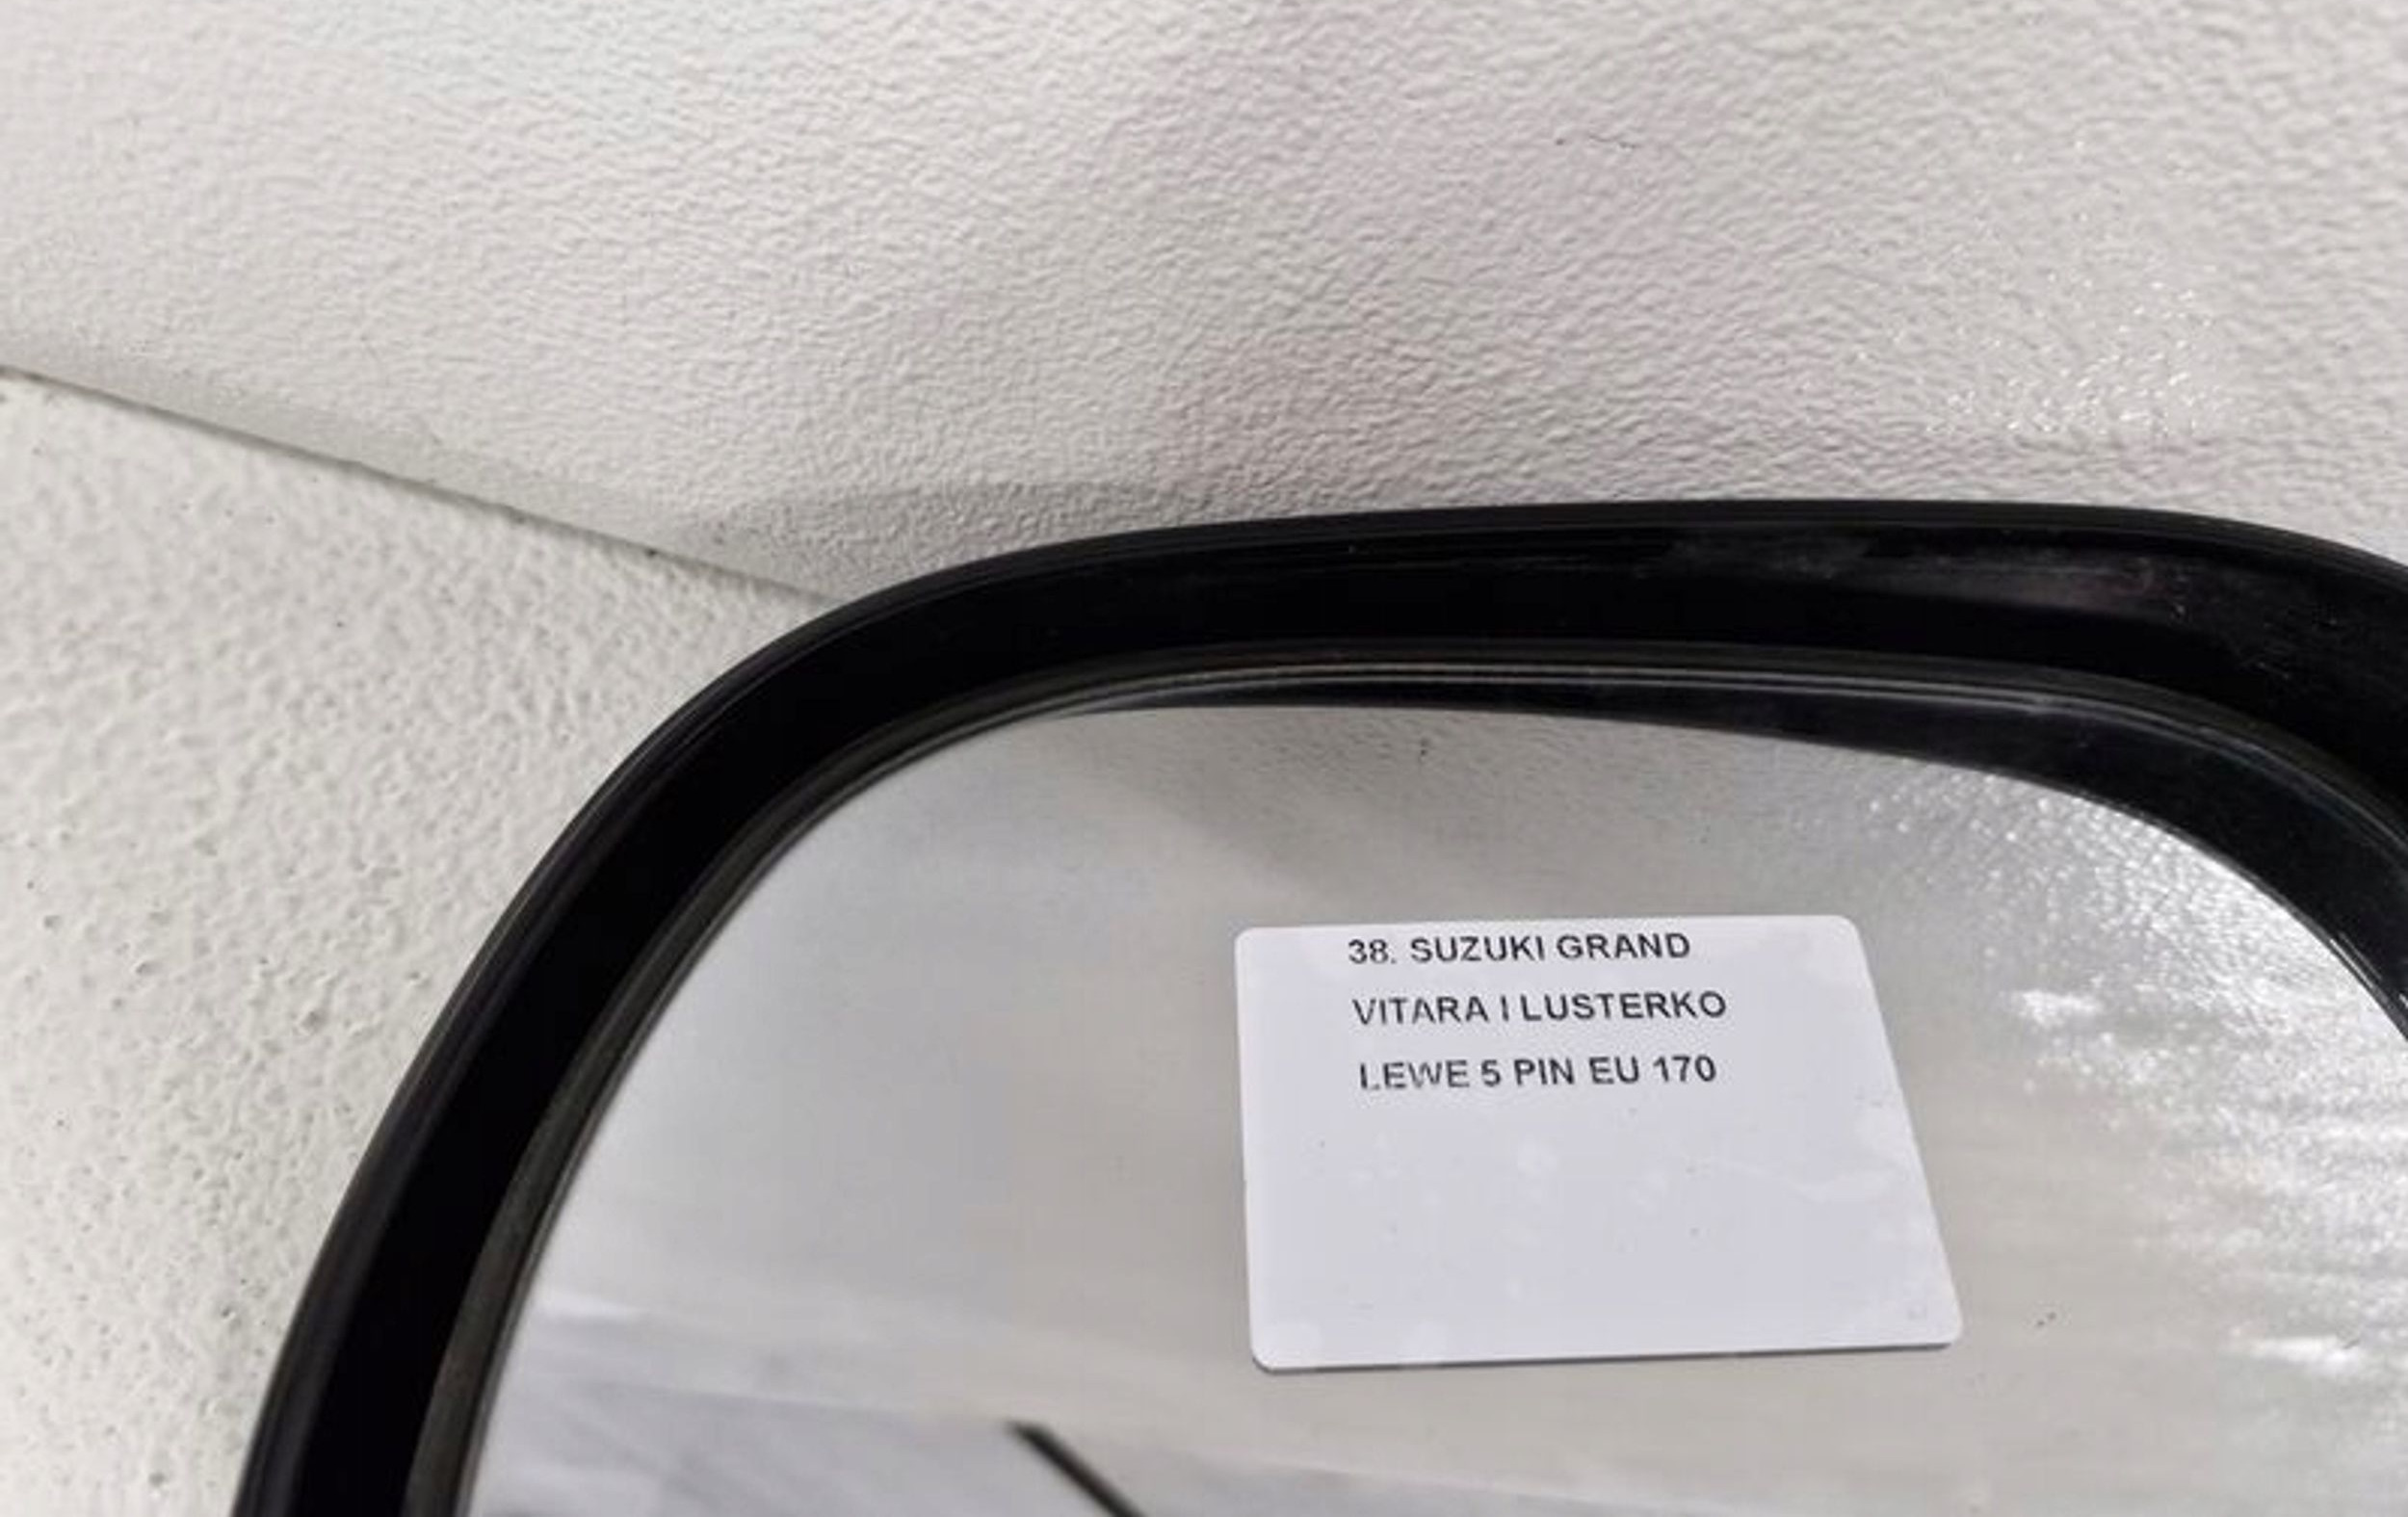 38. SUZUKI GRAND
VITARA I LUSTERKO
LEWE 5 PIN EU 170